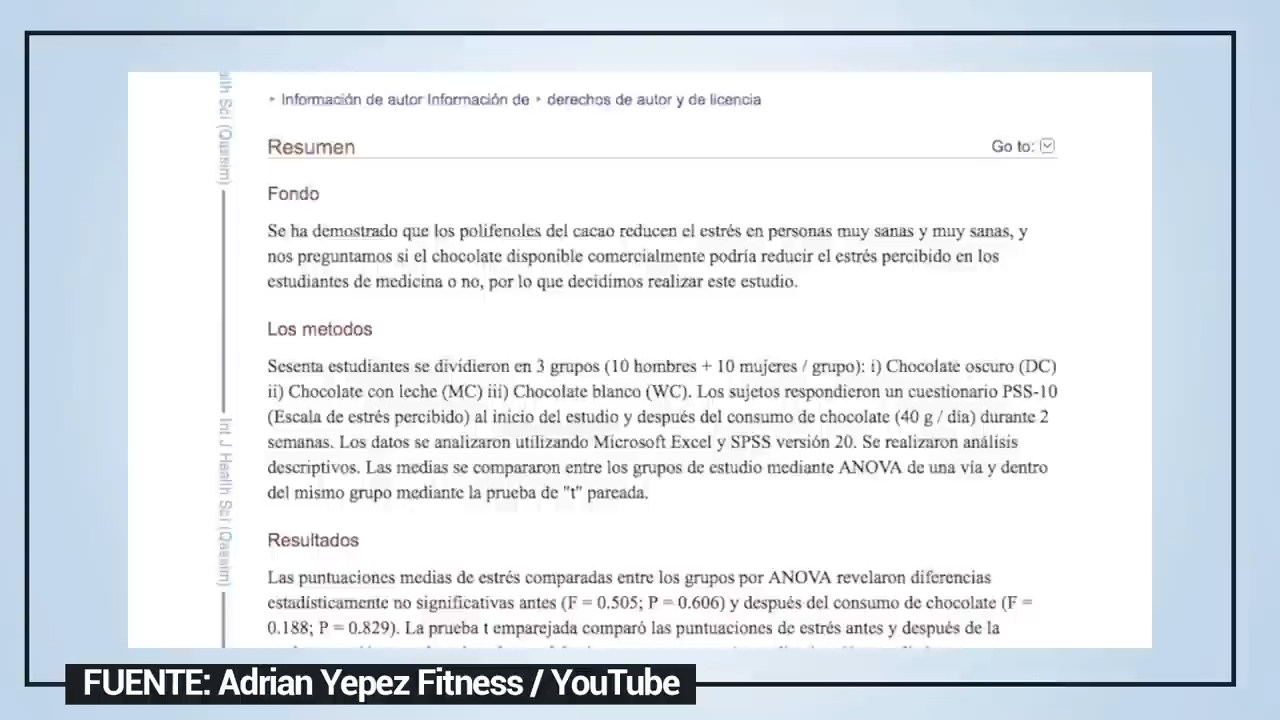 Información de autor Información de ‣ derechos de autor y de licencia
Resumen
Go to:
Fondo
Se ha demostrado que los polifenoles del cacao reducen el estrés en personas muy sanas y muy sanas, y
nos preguntamos si el chocolate disponible comercialmente podría reducir el estrés percibido en los
estudiantes de medicina o no, por lo que decidimos realizar este estudio.
Los metodos
Sesenta estudiantes se dividieron en 3 grupos (10 hombres + 10 mujeres / grupo): i) Chocolate oscuro (DC)
ii) Chocolate con leche (MC) iii) Chocolate blanco (WC). Los sujetos respondieron un cuestionario PSS-10
(Escala de estrés percibido) al inicio del estudio y después del consumo de chocolate (40 g / día) durante 2
semanas. Los datos se analizaron utilizando Microsoft Excel y SPSS versión 20. Se realizaron análisis
descriptivos. Las medias se compararon entre los grupos de estudio mediante ANOVA de una vía y dentro
del mismo grupo mediante la prueba de "t" pareada.
Resultados
Las puntuaciones medias de estrés comparadas entre los grupos por ANOVA revelaron diferencias
estadísticamente no significativas antes (F = 0.505; P = 0.606) y después del consumo de chocolate (F =
0.188; P = 0.829). La prueba t emparejada comparó las puntuaciones de estrés antes y después de la
Int J Health Sci (Qassim)
FUENTE: Adrian Yepez Fitness / YouTube